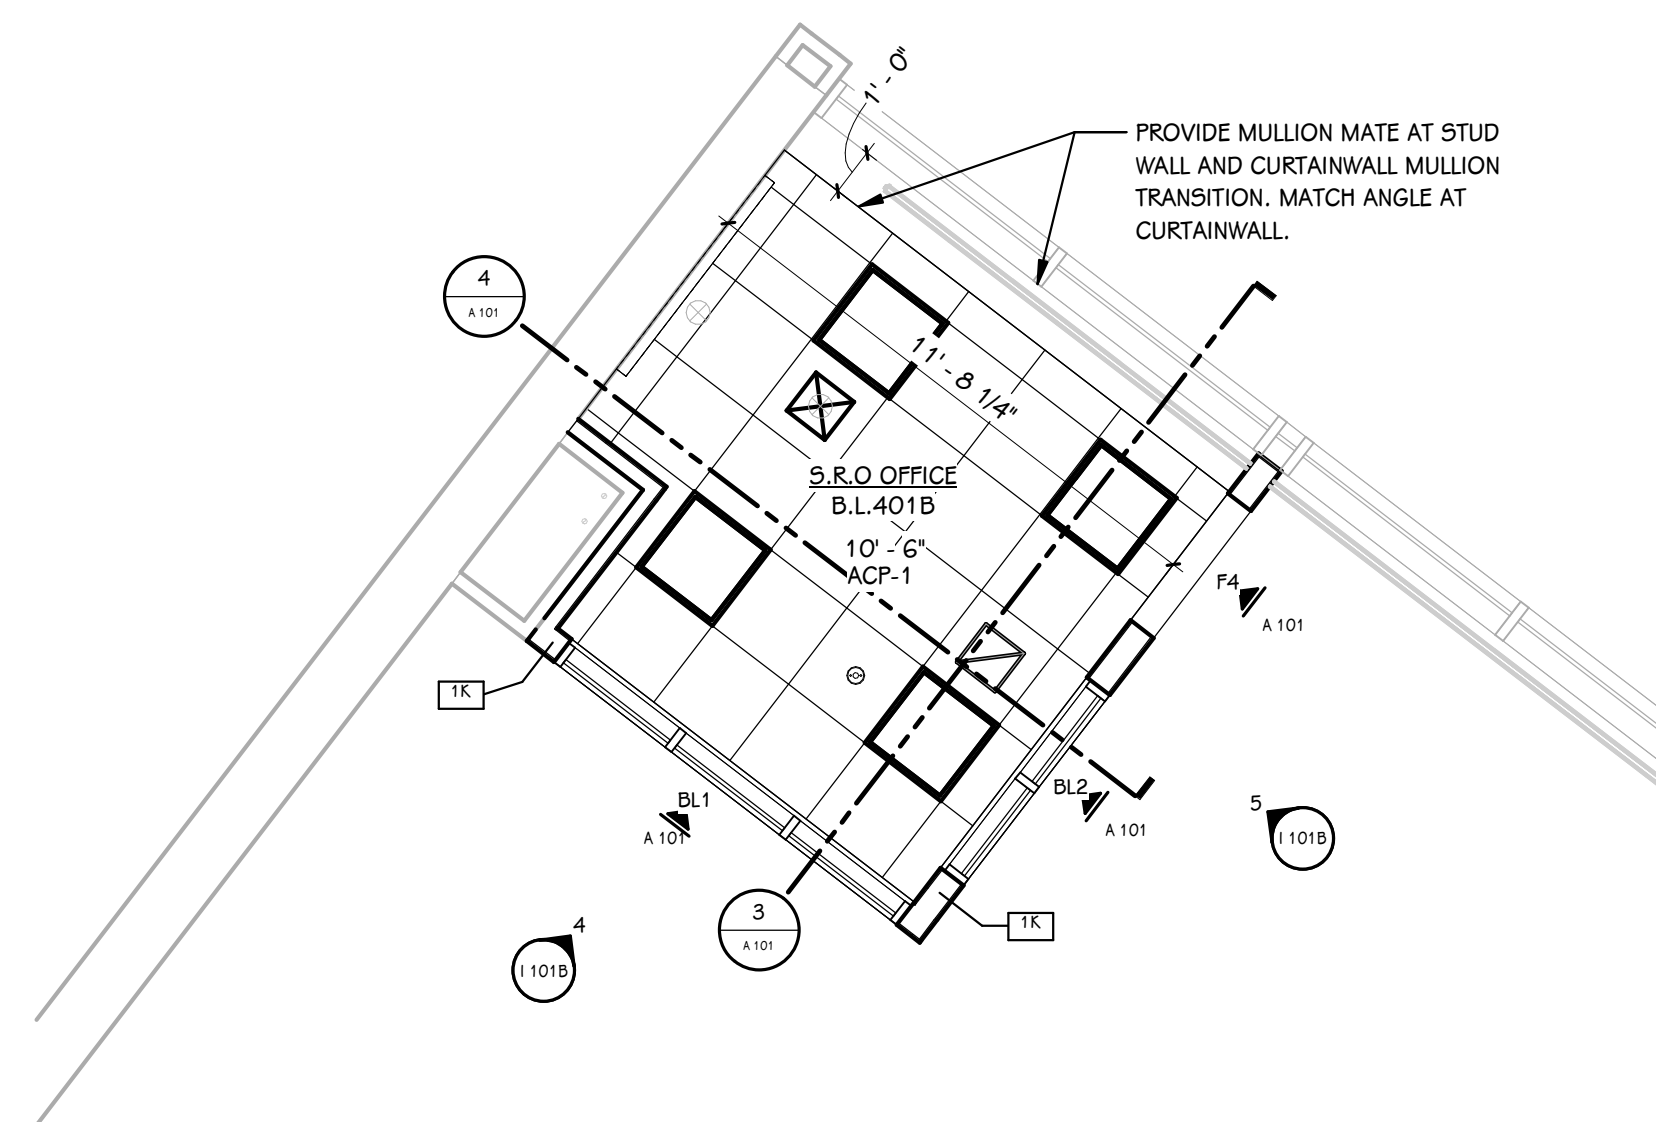 1' - 0"
PROVIDE MULLION MATE AT STUD
WALL AND CURTAINWALL MULLION
TRANSITION. MATCH ANGLE AT
CURTAINWALL.
4
A 101
11' - 8 1/4"
S.R.O OFFICE
B.L.401B
10' - 6"
ACP-1
F4
A 101
1K
BL2
A 101
BL1
A 101
5
I 101B
3
A 101
1K
4
I 101B